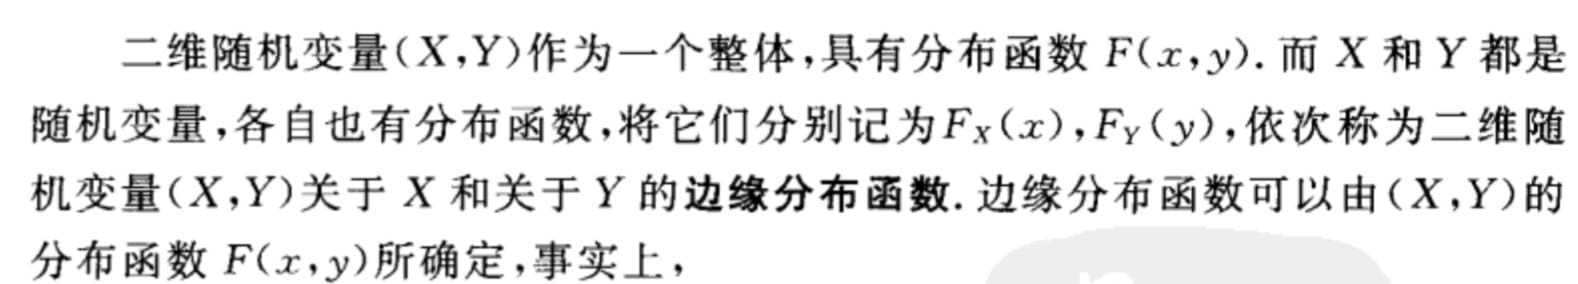 二维随机变量(X,Y)作为一个整体,具有分布函数 F(x,y). 而 X 和 Y 都是
随机变量,各自也有分布函数,将它们分别记为F_X(x),F_Y(y),依次称为二维随
机变量(X,Y)关于 X 和关于 Y 的边缘分布函数. 边缘分布函数可以由(X,Y)的
分布函数 F(x,y)所确定,事实上,